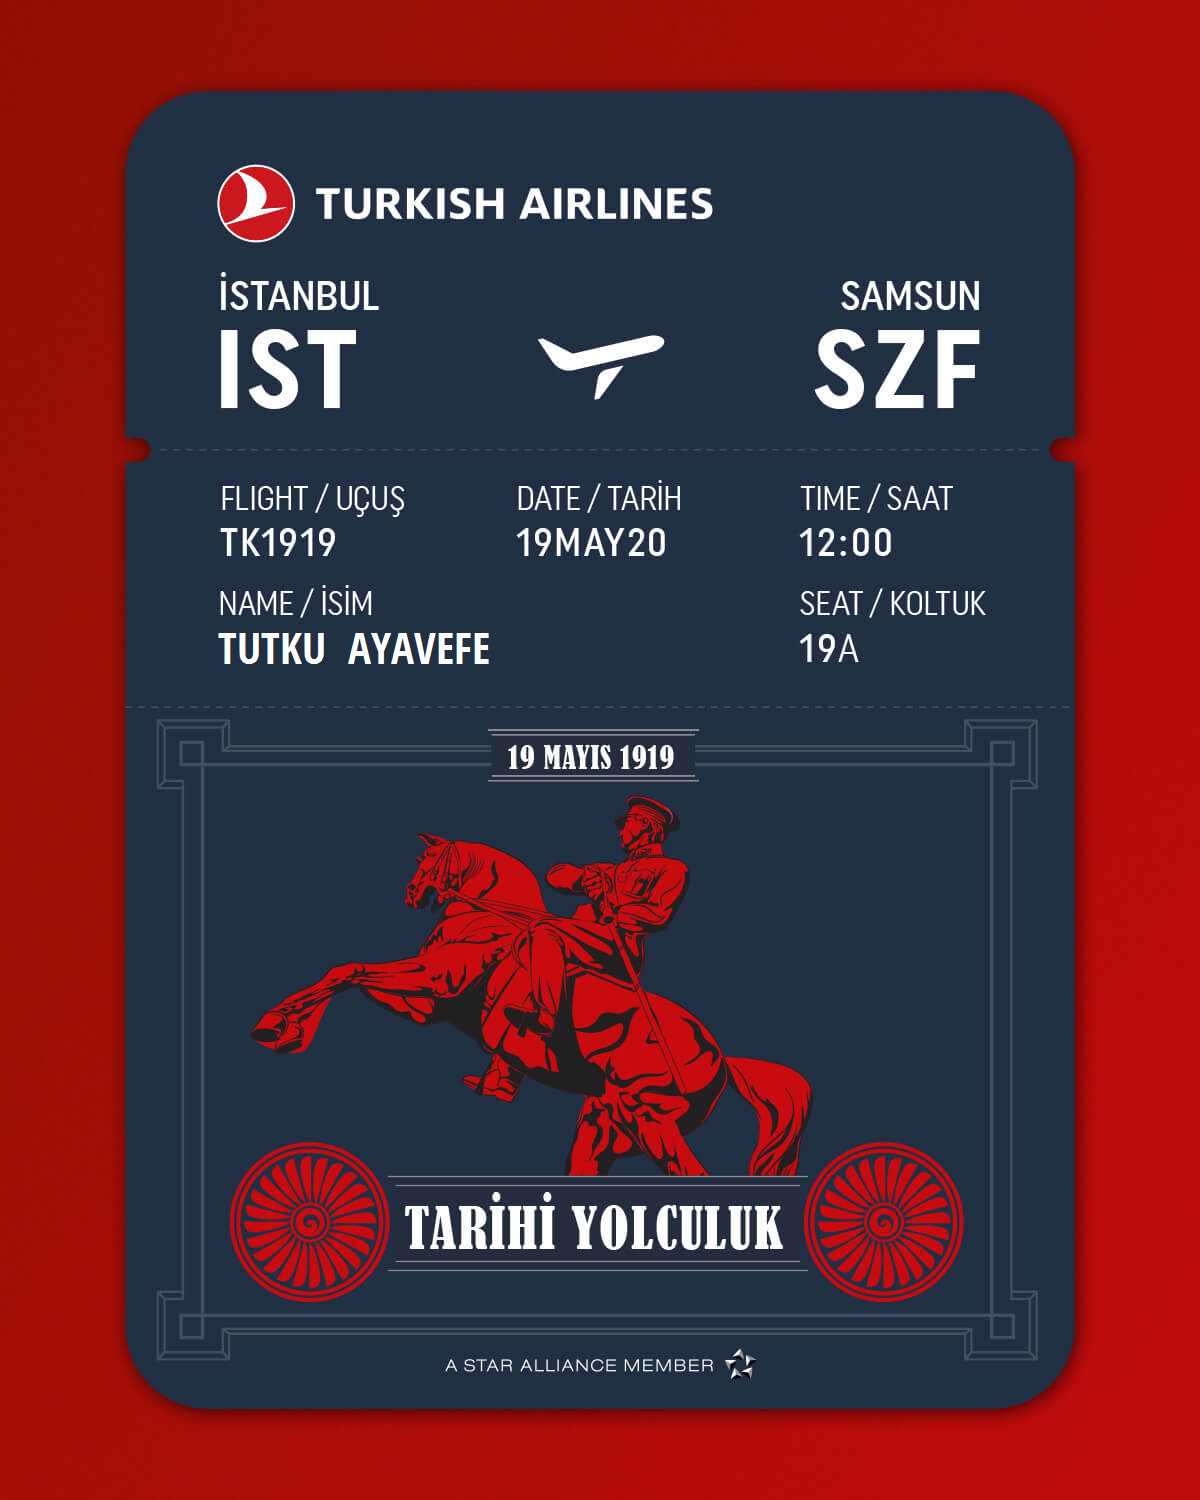 TURKISH AIRLINES
İSTANBUL SAMSUN
IST SZF
FLIGHT / UÇUŞ DATE / TARİH TIME / SAAT
TK1919 19MAY20 12:00
NAME / İSİM SEAT / KOLTUK
TUTKU AYAVEFE 19A
19 MAYIS 1919
TARİHİ YOLCULUK
A STAR ALLIANCE MEMBER